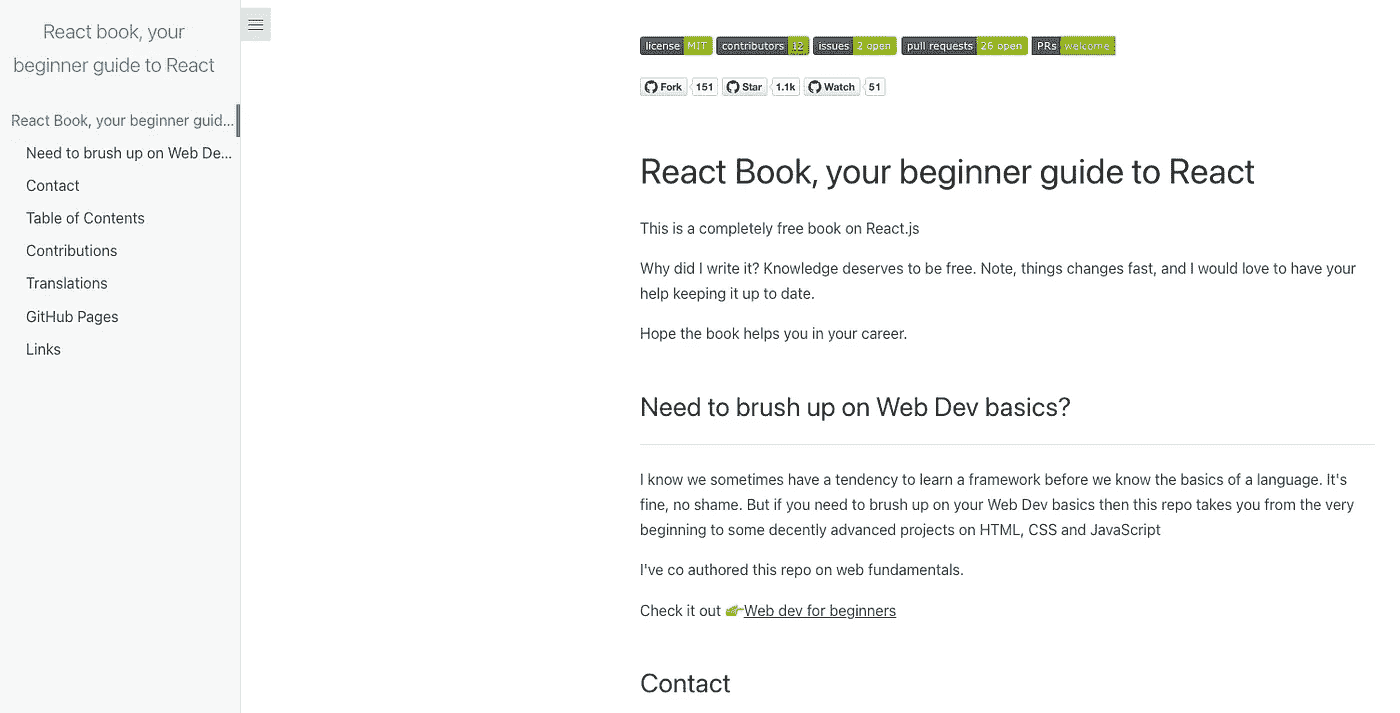 React book, your
beginner guide to React
React Book, your beginner guid...
Need to brush up on Web De...
Contact
Table of Contents
Contributions
Translations
GitHub Pages
Links
license MIT contributors 12 issues 2 open pull requests 26 open PRs welcome
Fork 151 Star 1.1k Watch 51
React Book, your beginner guide to React
This is a completely free book on React.js
Why did I write it? Knowledge deserves to be free. Note, things changes fast, and I would love to have your
help keeping it up to date.
Hope the book helps you in your career.
Need to brush up on Web Dev basics?
I know we sometimes have a tendency to learn a framework before we know the basics of a language. It's
fine, no shame. But if you need to brush up on your Web Dev basics then this repo takes you from the very
beginning to some decently advanced projects on HTML, CSS and JavaScript
I've co authored this repo on web fundamentals.
Check it out Web dev for beginners
Contact